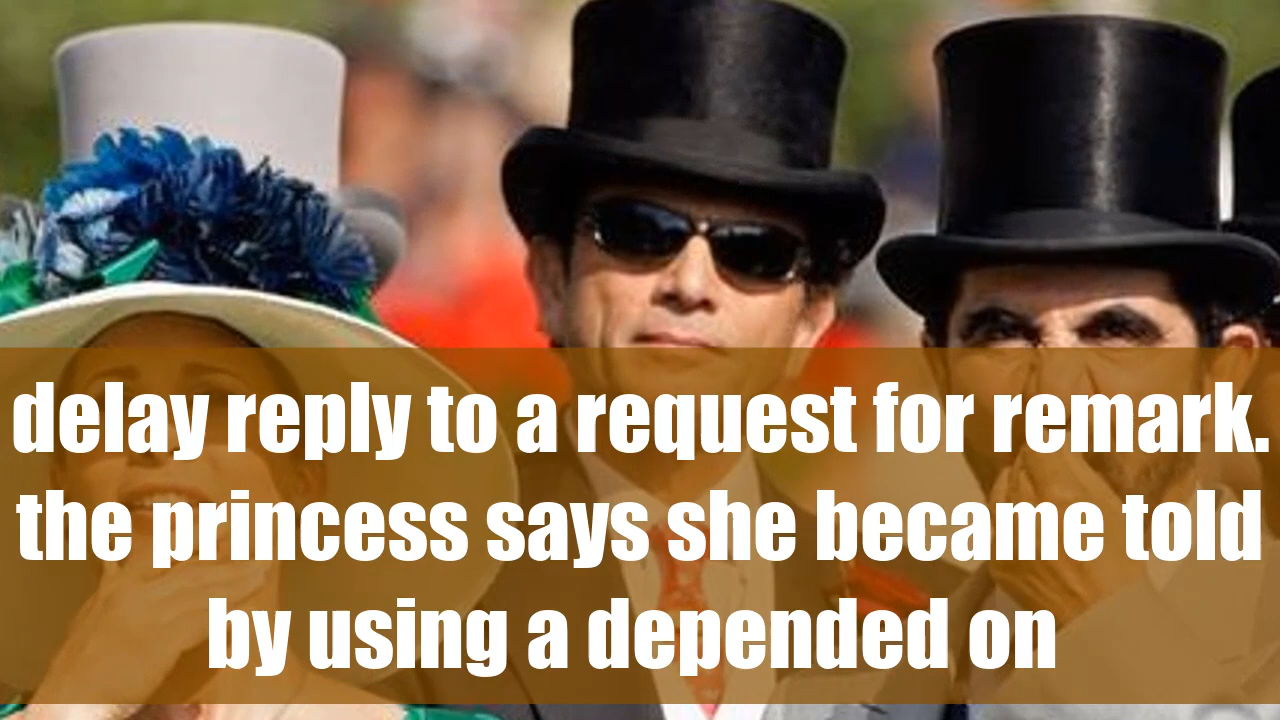 delay reply to a request for remark.
the princess says she became told
by using a depended on